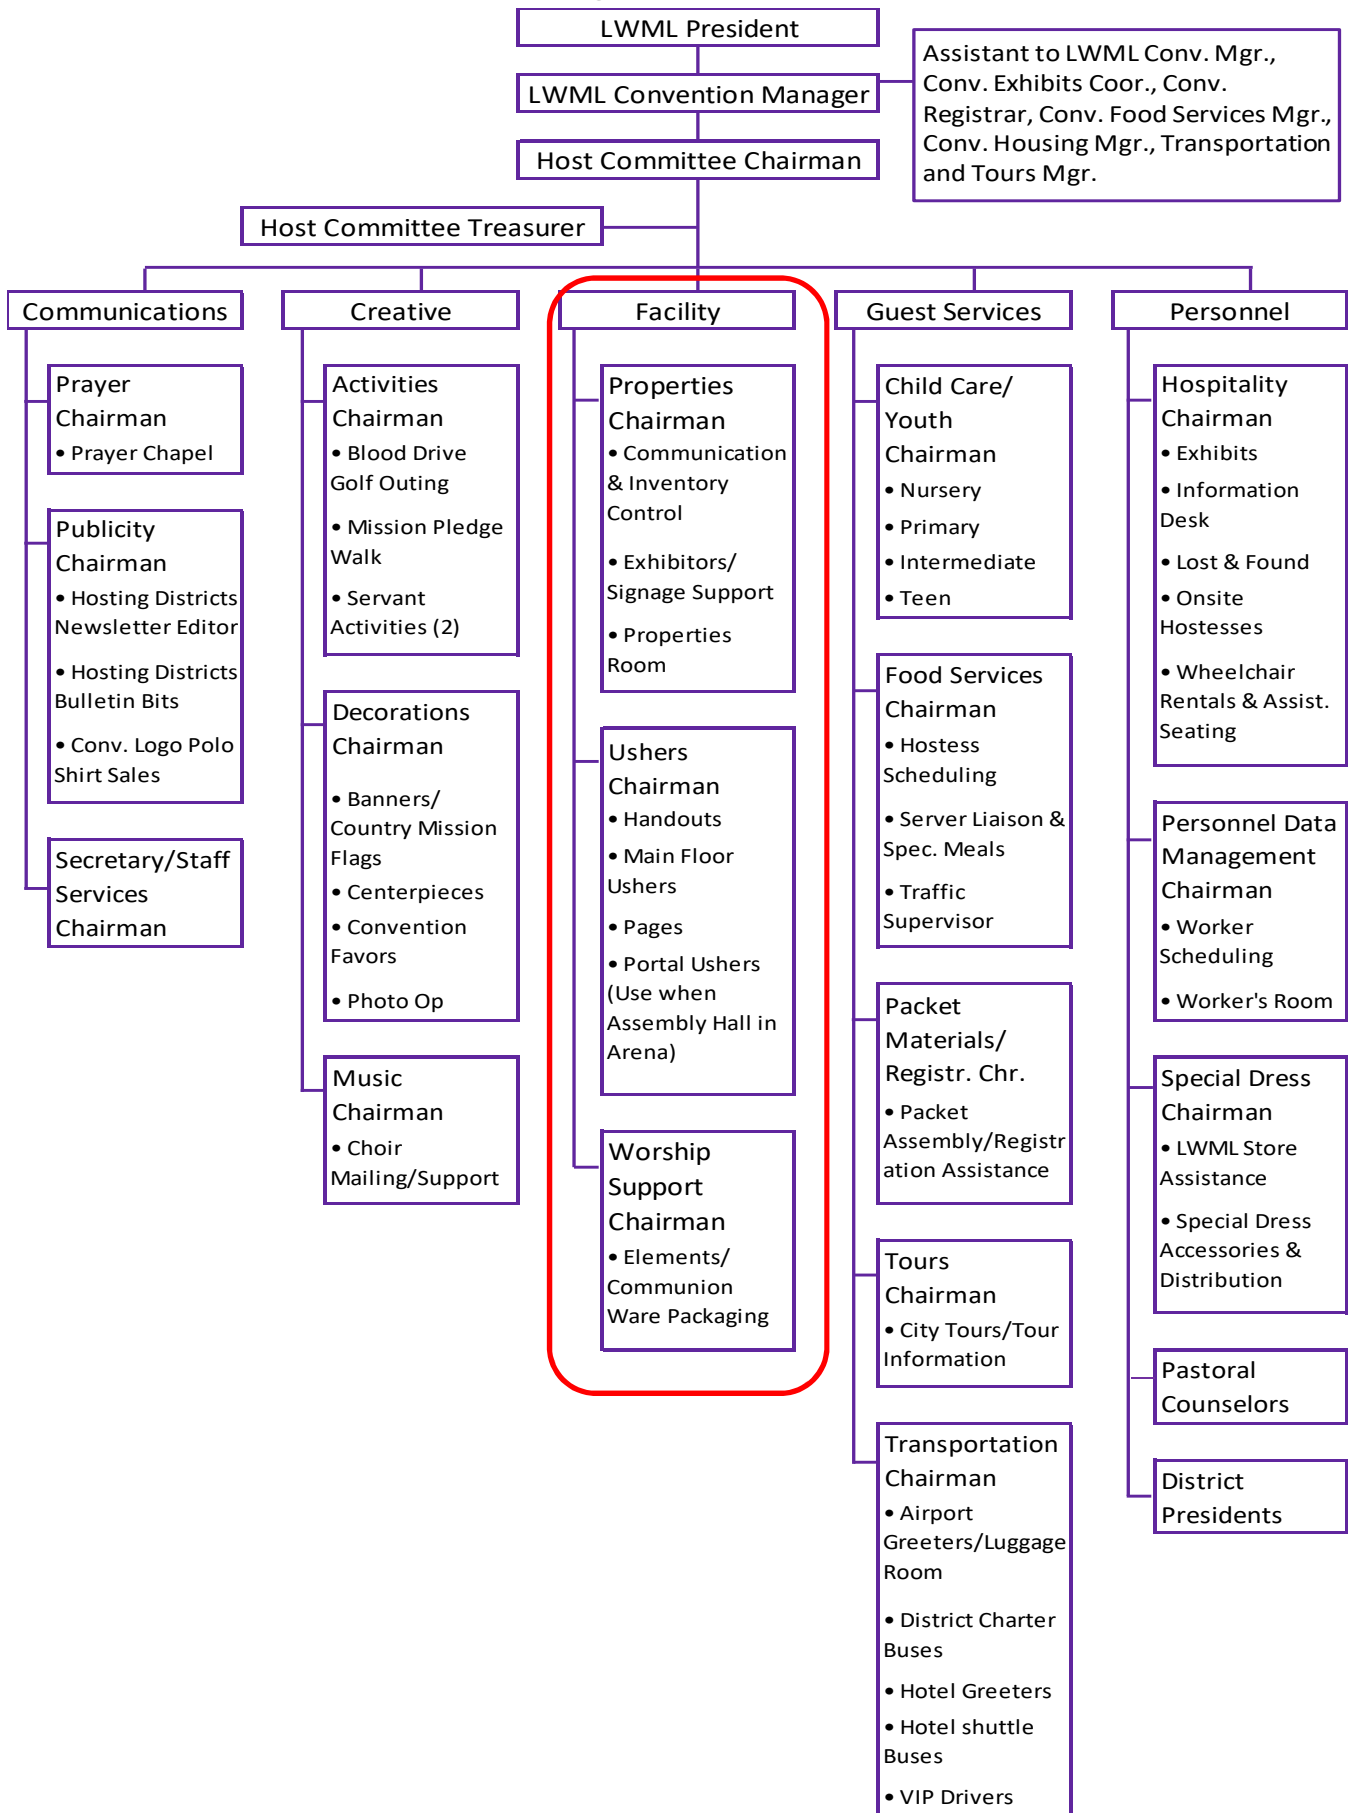 LWML President
LWML Convention Manager
Assistant to LWML Conv. Mgr.,
Conv. Exhibits Coor., Conv.
Registrar, Conv. Food Services Mgr.,
Conv. Housing Mgr., Transportation
and Tours Mgr.
Host Committee Chairman
Host Committee Treasurer
Communications
Prayer
Chairman
• Prayer Chapel
Publicity
Chairman
• Hosting Districts
Newsletter Editor
• Hosting Districts
Bulletin Bits
• Conv. Logo Polo
Shirt Sales
Secretary/Staff
Services
Chairman
Creative
Activities
Chairman
• Blood Drive
Golf Outing
• Mission Pledge
Walk
• Servant
Activities (2)
Decorations
Chairman
• Banners/
Country Mission
Flags
• Centerpieces
• Convention
Favors
• Photo Op
Music
Chairman
• Choir
Mailing/Support
Facility
Properties
Chairman
• Communication
& Inventory
Control
• Exhibitors/
Signage Support
• Properties
Room
Ushers
Chairman
• Handouts
• Main Floor
Ushers
• Pages
• Portal Ushers
(Use when
Assembly Hall in
Arena)
Worship
Support
Chairman
• Elements/
Communion
Ware Packaging
Guest Services
Child Care/
Youth
Chairman
• Nursery
• Primary
• Intermediate
• Teen
Food Services
Chairman
• Hostess
Scheduling
• Server Liaison &
Spec. Meals
• Traffic
Supervisor
Packet
Materials/
Registr. Chr.
• Packet
Assembly/Registr
ation Assistance
Tours
Chairman
• City Tours/Tour
Information
Transportation
Chairman
• Airport
Greeters/Luggage
Room
• District Charter
Buses
• Hotel Greeters
• Hotel shuttle
Buses
• VIP Drivers
Personnel
Hospitality
Chairman
• Exhibits
• Information
Desk
• Lost & Found
• Onsite
Hostesses
• Wheelchair
Rentals & Assist.
Seating
Personnel Data
Management
Chairman
• Worker
Scheduling
• Worker's Room
Special Dress
Chairman
• LWML Store
Assistance
• Special Dress
Accessories &
Distribution
Pastoral
Counselors
District
Presidents